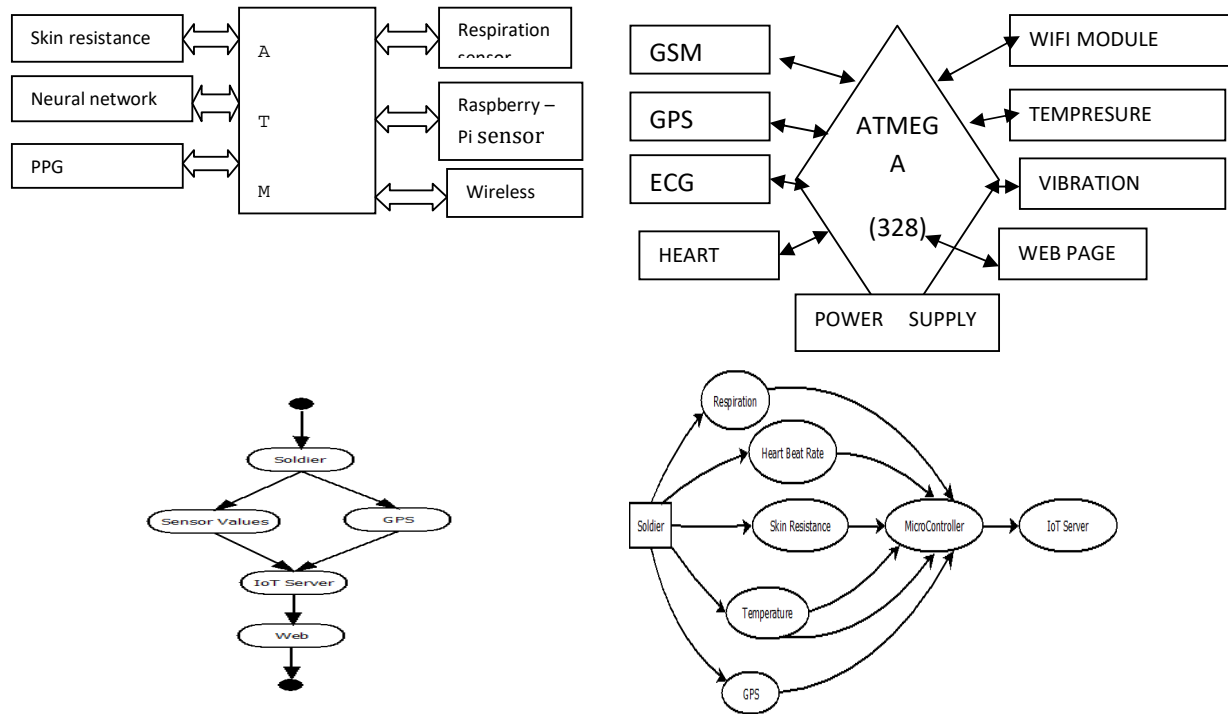 Skin resistance
Neural network
PPG
A
T
M
Respiration
sensor
Raspberry –
Pi sensor
Wireless
GSM
GPS
ECG
HEART
ATMEG
A
(328)
WIFI MODULE
TEMPRESURE
VIBRATION
WEB PAGE
POWER SUPPLY
Soldier
Sensor Values
GPS
IoT Server
Web
Respiration
Heart Beat Rate
Soldier
Skin Resistance
MicroController
IoT Server
Temperature
GPS